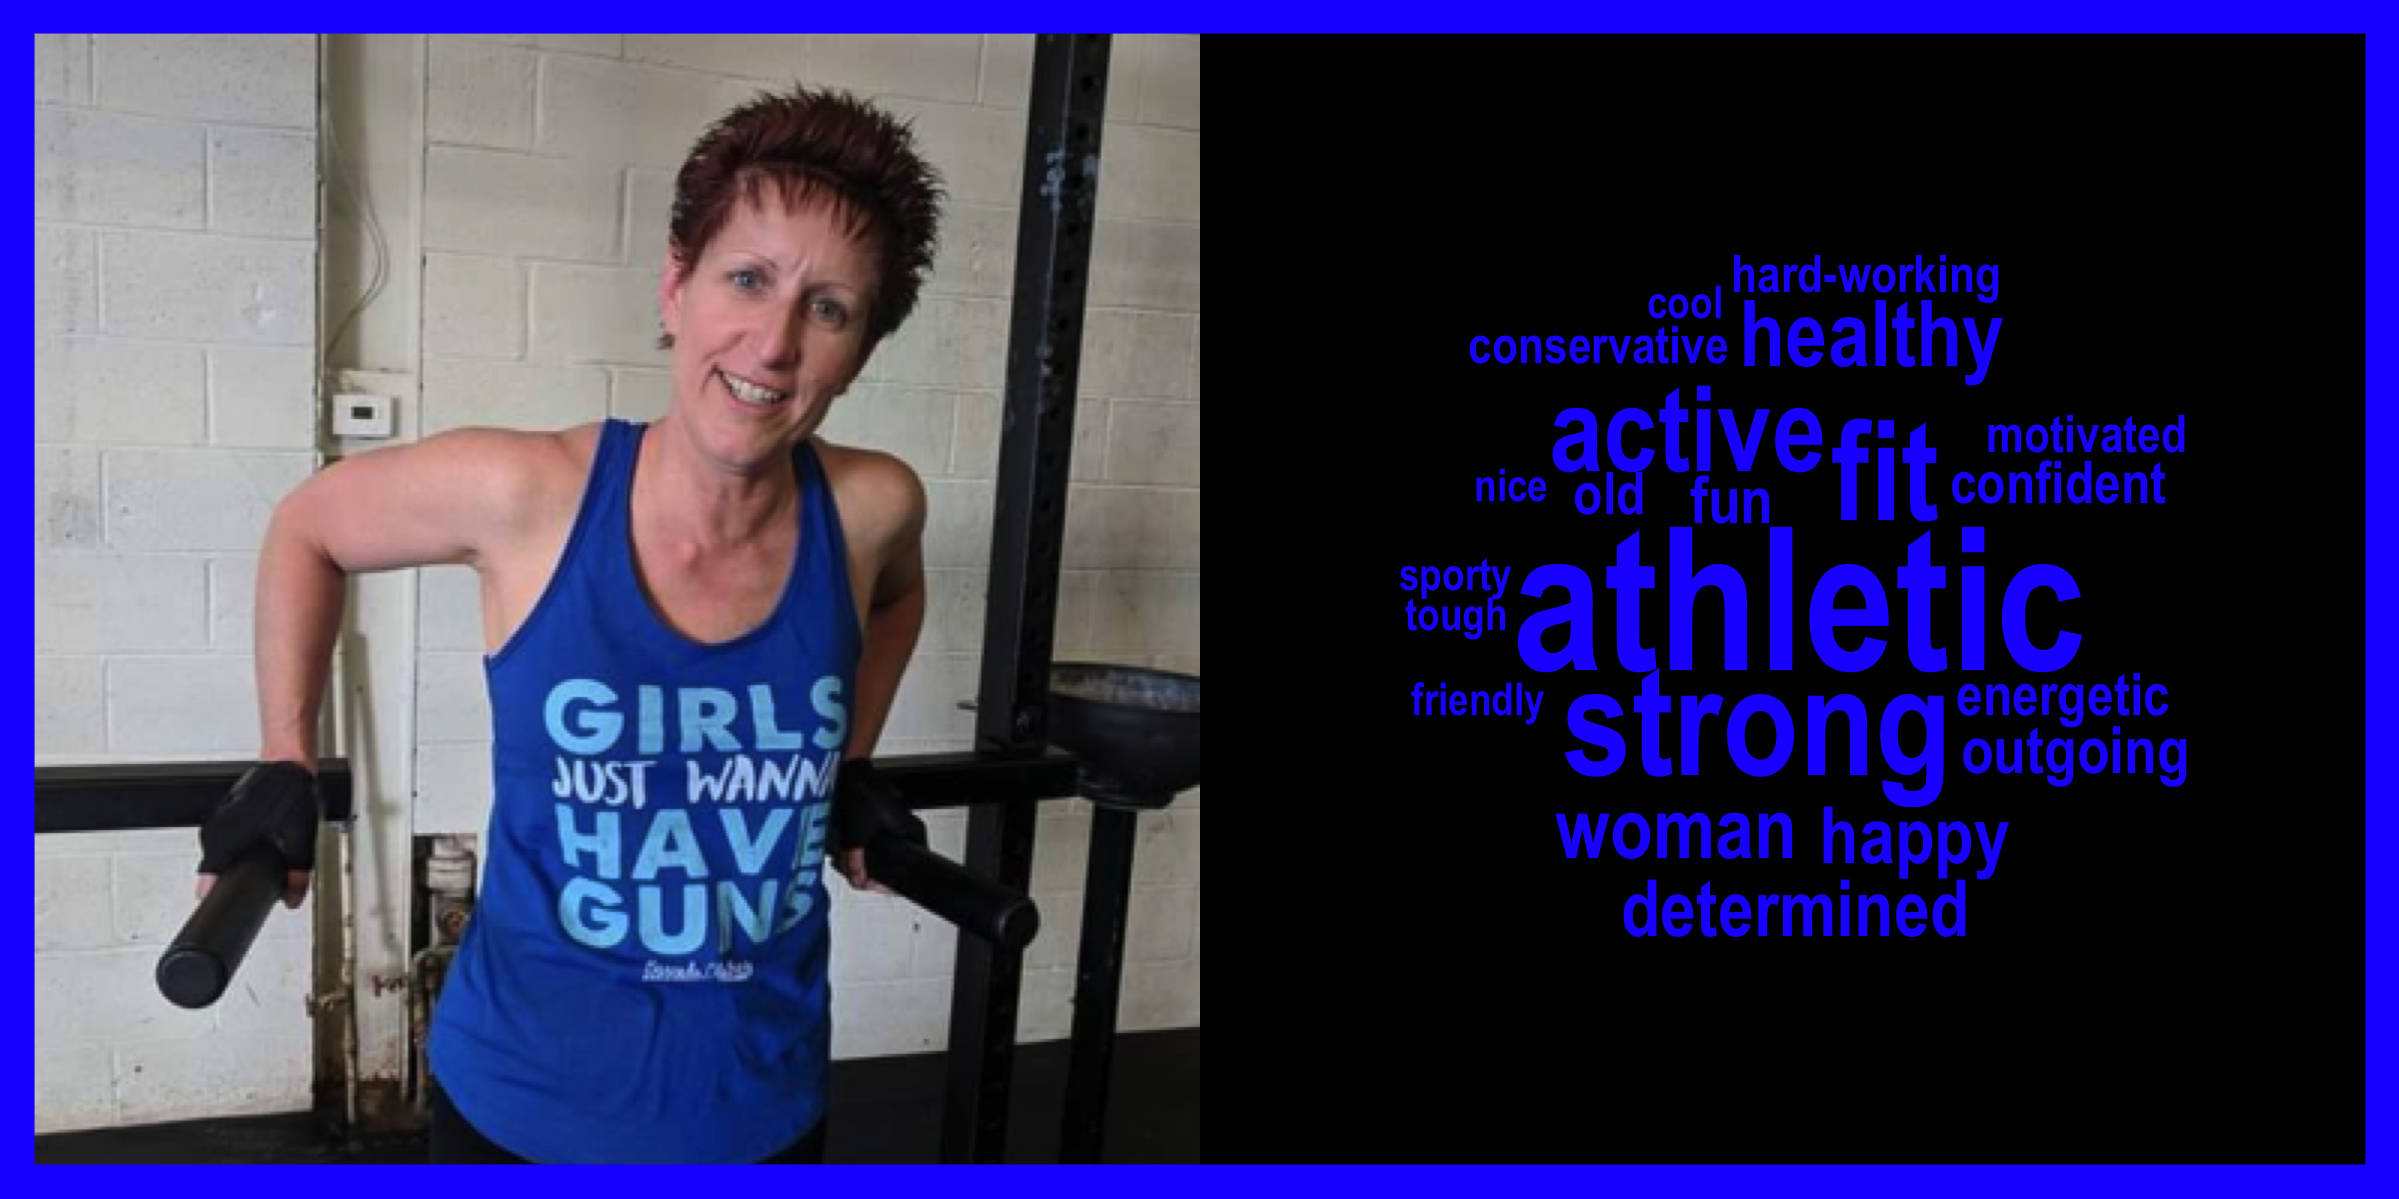 GIRLS
JUST WANNA
HAVE
GUNS
hard-working
cool
healthy
conservative
active
fit
motivated
confident
nice
old
fun
sporty
athletic
tough
friendly
strong
energetic
outgoing
woman
happy
determined